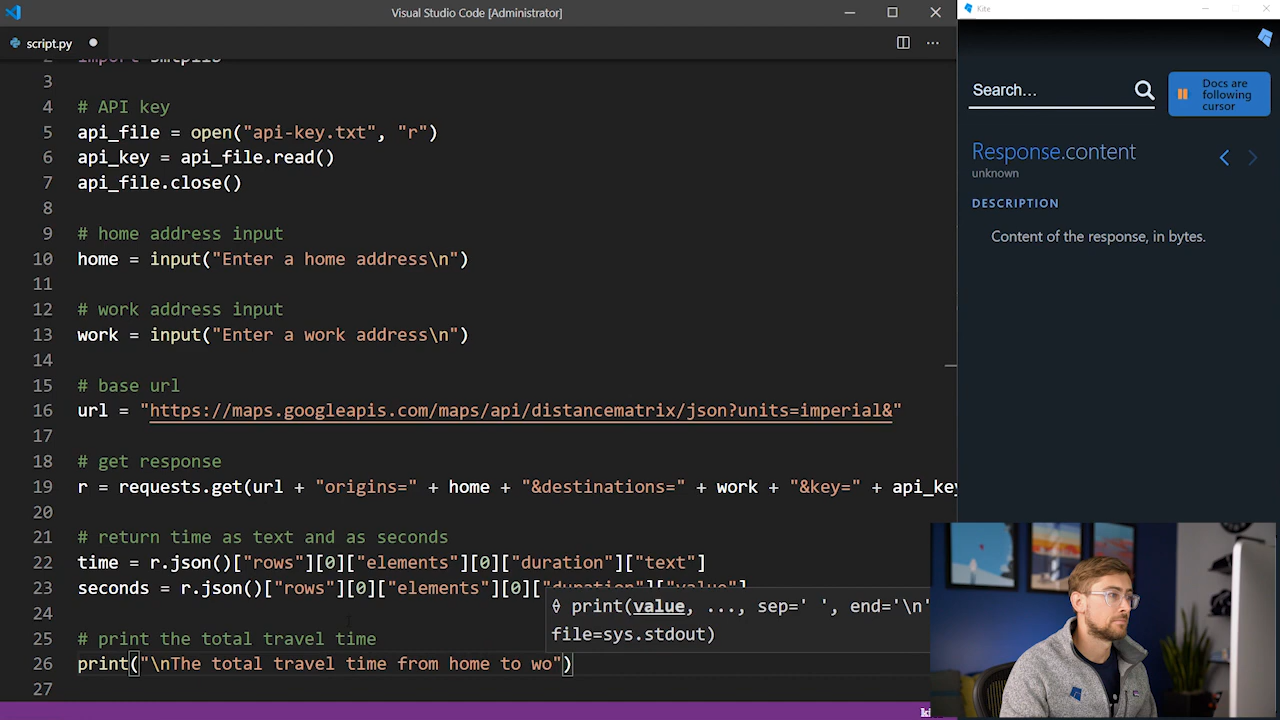 Visual Studio Code [Administrator]
Kite
script.py
Search...
Docs are
following
cursor
2 import smtplib
3
4 # API key
5 api_file = open("api-key.txt", "r")
6 api_key = api_file.read()
7 api_file.close()
8
9 # home address input
10 home = input("Enter a home address\n")
11
12 # work address input
13 work = input("Enter a work address\n")
14
15 # base url
16 url = "https://maps.googleapis.com/maps/api/distancematrix/json?units=imperial&"
17
18 # get response
19 r = requests.get(url + "origins=" + home + "&destinations=" + work + "&key=" + api_key
20
21 # return time as text and as seconds
22 time = r.json()["rows"][0]["elements"][0]["duration"]["text"]
23 seconds = r.json()["rows"][0]["elements"][0]["duration"]["value"]
24
25 # print the total travel time
26 print("\nThe total travel time from home to wo")
27
print(value, ..., sep=' ', end='\n'
file=sys.stdout)
Response.content
unknown
DESCRIPTION
Content of the response, in bytes.